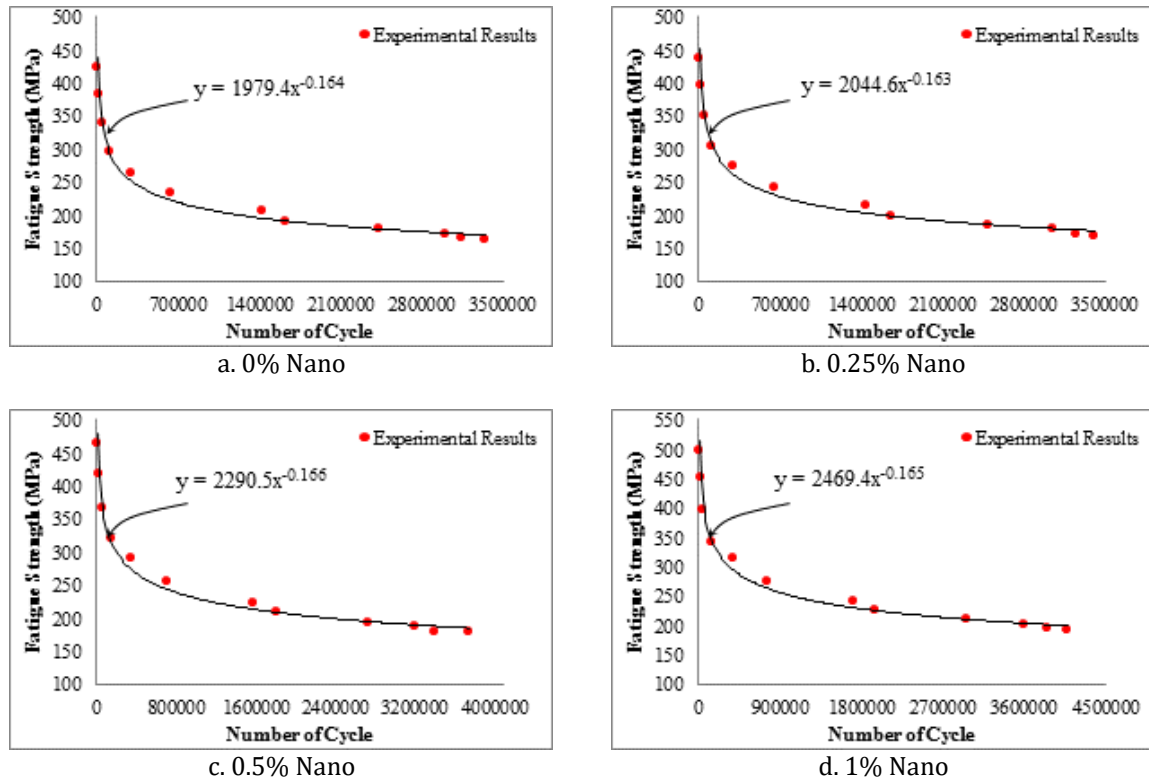 500
450
400
350
300
250
200
150
100
Fatigue Strength (MPa)
Experimental Results
y = 1979.4x^-0.164
0 700000 1400000 2100000 2800000 3500000
Number of Cycle
a. 0% Nano
500
450
400
350
300
250
200
150
100
Fatigue Strength (MPa)
Experimental Results
y = 2044.6x^-0.163
0 700000 1400000 2100000 2800000 3500000
Number of Cycle
b. 0.25% Nano
500
450
400
350
300
250
200
150
100
Fatigue Strength (MPa)
Experimental Results
y = 2290.5x^-0.166
0 800000 1600000 2400000 3200000 4000000
Number of Cycle
c. 0.5% Nano
550
500
450
400
350
300
250
200
150
100
Fatigue Strength (MPa)
Experimental Results
y = 2469.4x^-0.165
0 900000 1800000 2700000 3600000 4500000
Number of Cycle
d. 1% Nano